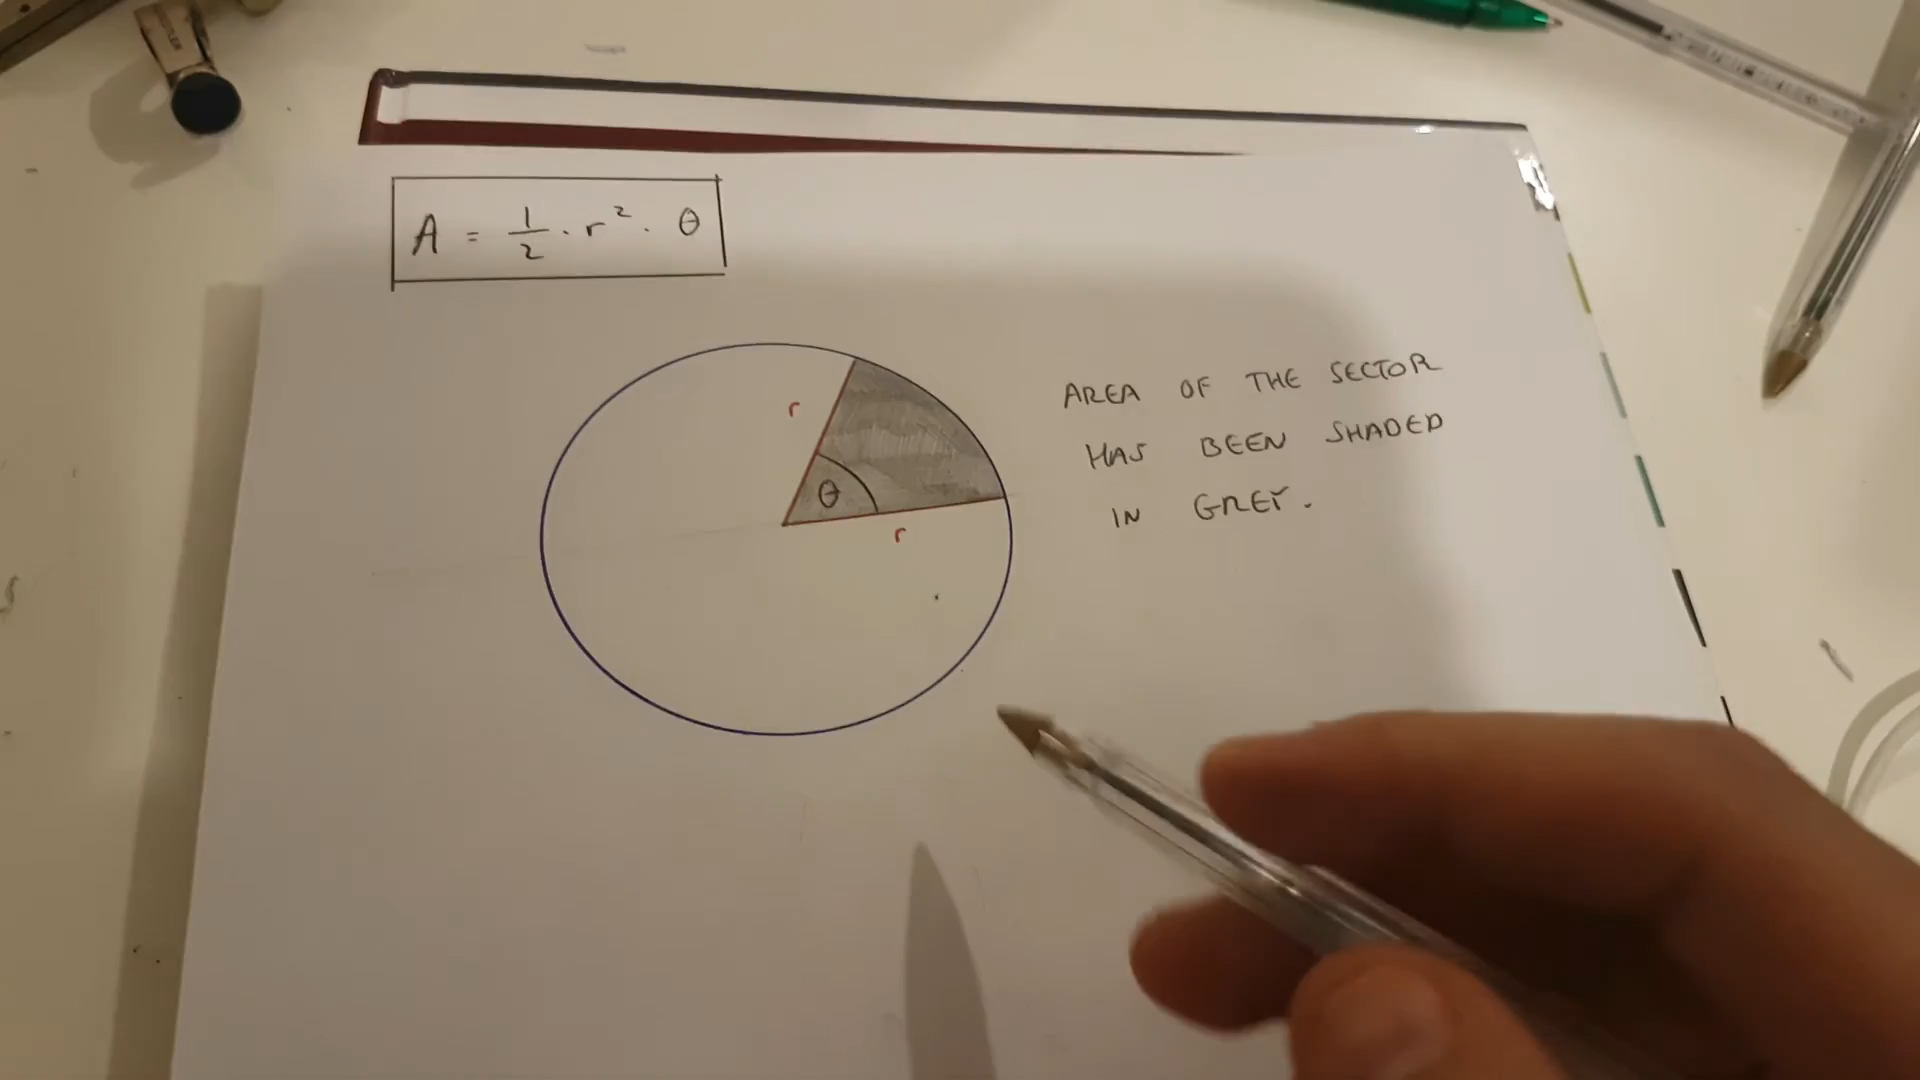 A = 1/2 · r² · θ
r
θ
r
AREA OF THE SECTOR
HAS BEEN SHADED
IN GREY.